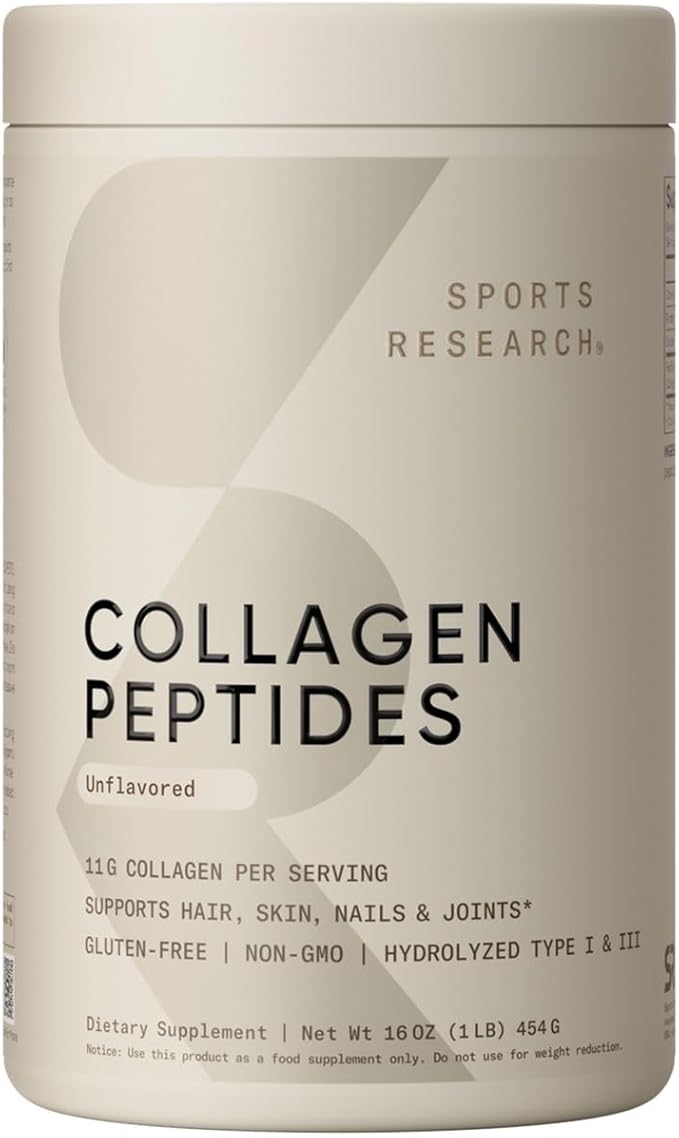 SPORTS
RESEARCH®
COLLAGEN
PEPTIDES
Unflavored
11G COLLAGEN PER SERVING
SUPPORTS HAIR, SKIN, NAILS & JOINTS*
GLUTEN-FREE | NON-GMO | HYDROLYZED TYPE I & III
Dietary Supplement | Net Wt 16 OZ (1 LB) 454 G
Notice: Use this product as a food supplement only. Do not use for weight reduction.